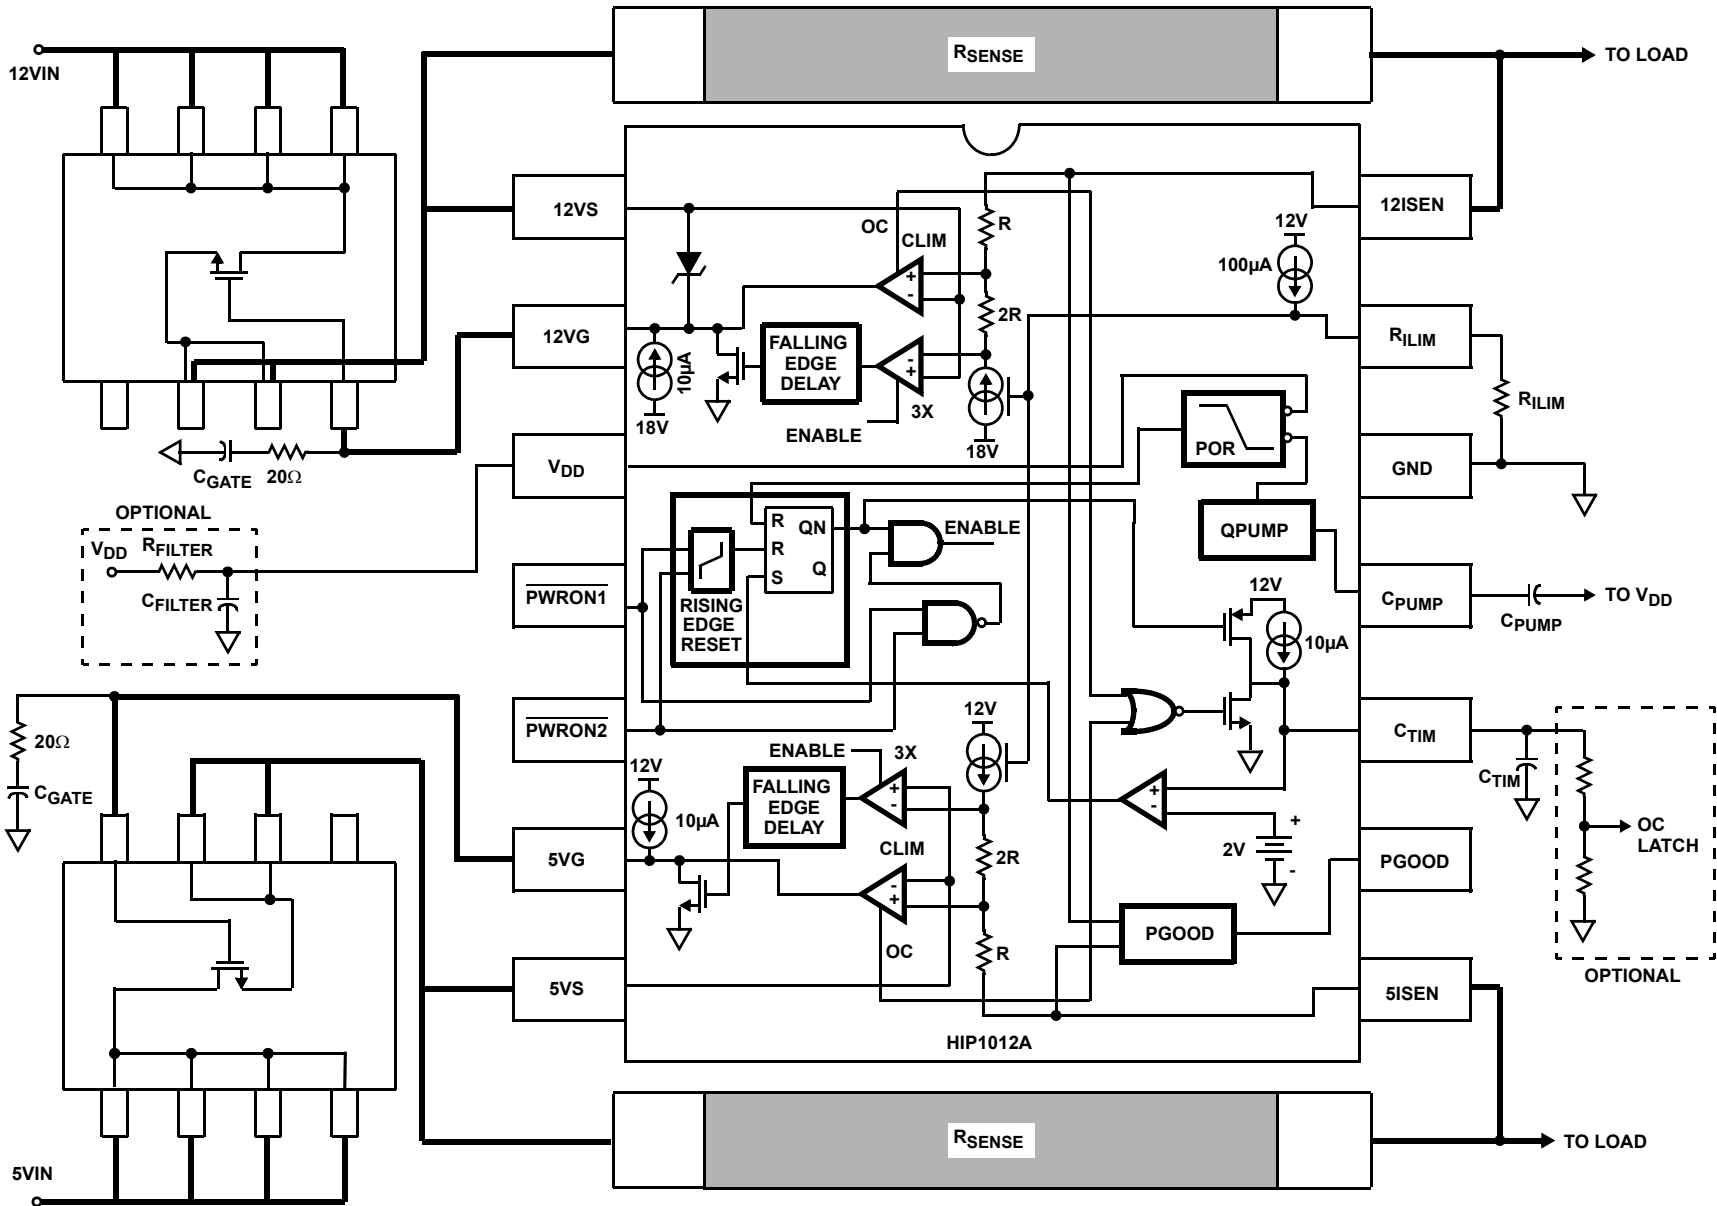 12VIN
RSENSE
TO LOAD
12VS
12VG
VDD
PWRON1
PWRON2
5VG
5VS
12ISEN
RILIM
GND
CPUMP
CTIM
PGOOD
5ISEN
OC
CLIM
R
2R
+
-
-
+
3X
FALLING
EDGE
DELAY
10µA
18V
ENABLE
18V
12V
100µA
RILIM
POR
QPUMP
CGATE
20Ω
OPTIONAL
VDD
RFILTER
CFILTER
R
R
S
QN
Q
RISING
EDGE
RESET
ENABLE
12V
10µA
CPUMP
TO VDD
20Ω
CGATE
12V
10µA
ENABLE
3X
FALLING
EDGE
DELAY
+
-
CLIM
-
+
OC
12V
2R
R
+
-
2V
+
-
PGOOD
CTIM
OC
LATCH
OPTIONAL
HIP1012A
RSENSE
TO LOAD
5VIN